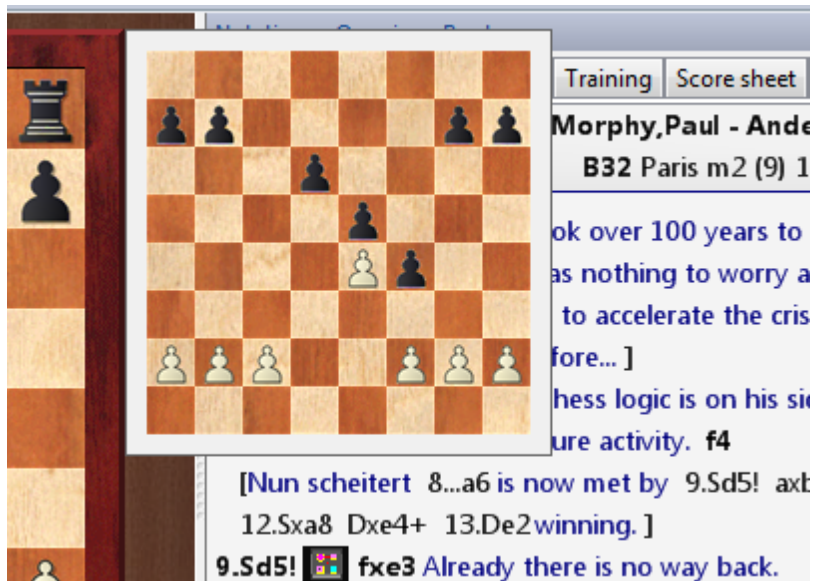 Training Score sheet
Morphy,Paul - Ande
B32 Paris m2 (9) 1
ok over 100 years to
as nothing to worry a
to accelerate the cris
fore... ]
hess logic is on his sid
ure activity. f4
[Nun scheitert 8...a6 is now met by 9.Sd5! axb
12.Sxa8 Dxe4+ 13.De2 winning. ]
9.Sd5! fxe3 Already there is no way back.